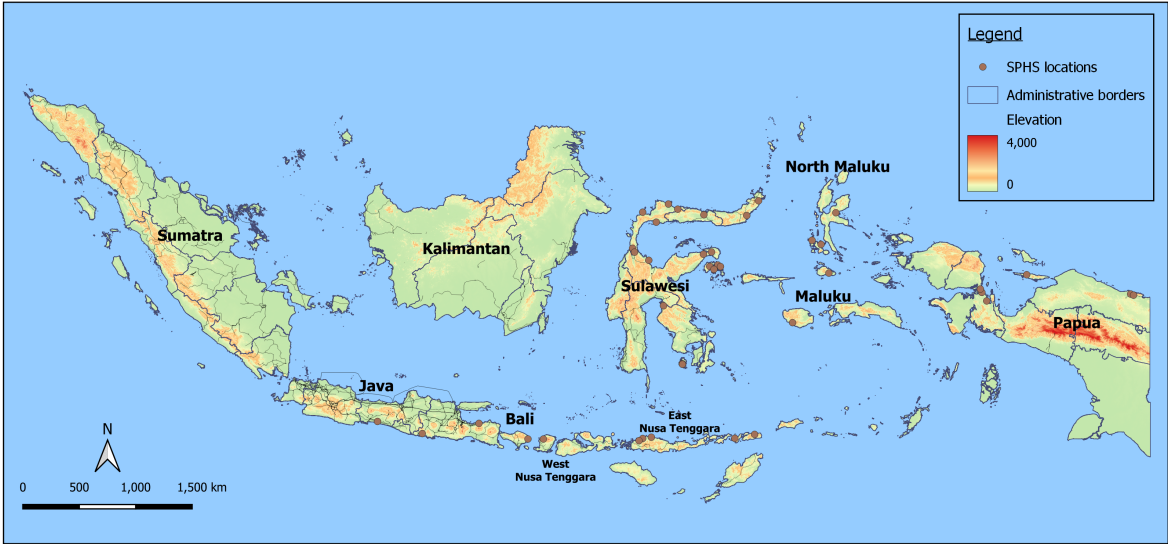 Legend
SPHS locations
Administrative borders
Elevation
4,000
0
North Maluku
Sumatra
Kalimantan
Sulawesi
Maluku
Papua
Java
Bali
East
Nusa Tenggara
West
Nusa Tenggara
N
0 500 1,000 1,500 km